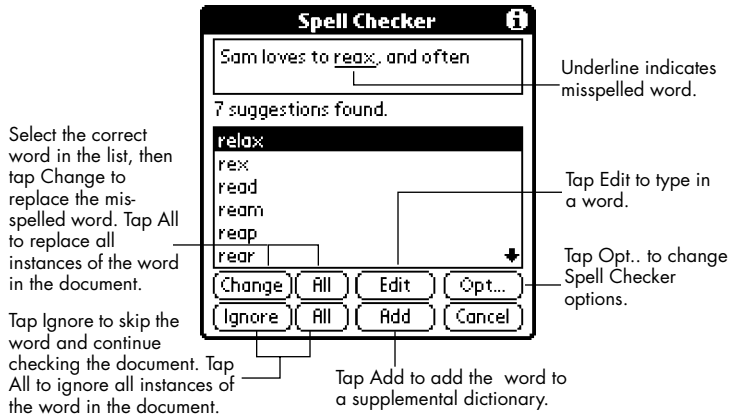 Spell Checker
Sam loves to reax, and often
Underline indicates
misspelled word.
7 suggestions found.
Select the correct
word in the list, then
tap Change to
replace the mis-
spelled word. Tap All
to replace all
instances of the word
in the document.
relax
rex
read
ream
reap
rear
Tap Edit to type in
a word.
Tap Opt.. to change
Spell Checker
options.
Change All Edit Opt...
Ignore All Add Cancel
Tap Ignore to skip the
word and continue
checking the document. Tap
All to ignore all instances of
the word in the document.
Tap Add to add the word to
a supplemental dictionary.